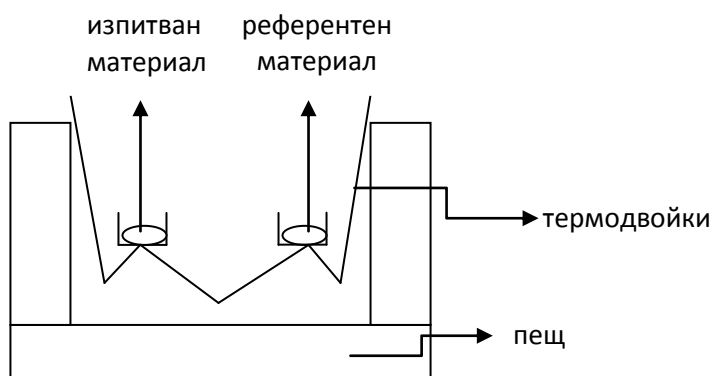 изпитван
материал
референтен
материал
термодвойки
пещ